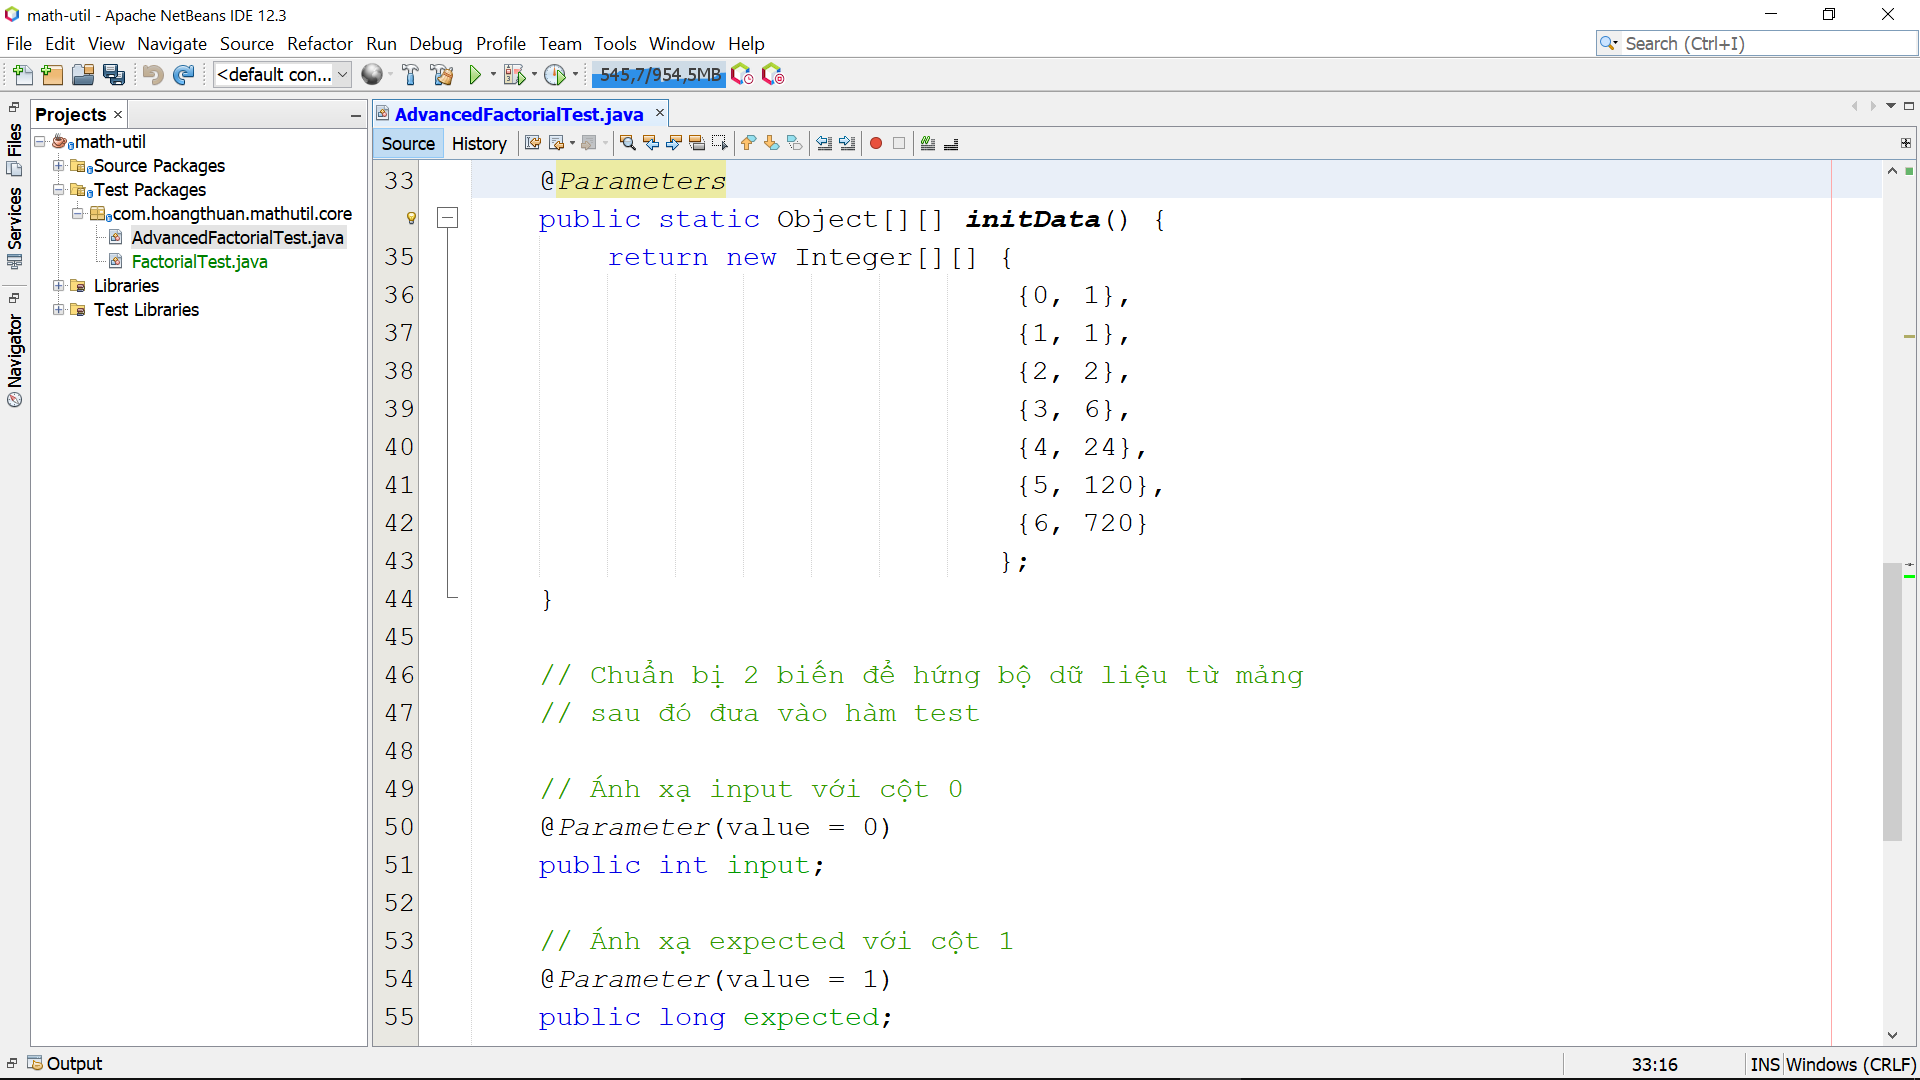 math-util - Apache NetBeans IDE 12.3
File Edit View Navigate Source Refactor Run Debug Profile Team Tools Window Help
Search (Ctrl+I)
<default con...
545,7/954,5MB
Files
Services
Navigator
Projects
math-util
Source Packages
Test Packages
com.hoangthuan.mathutil.core
AdvancedFactorialTest.java
FactorialTest.java
Libraries
Test Libraries
AdvancedFactorialTest.java
Source History
33 @Parameters
public static Object[][] initData() {
35 return new Integer[][] {
36 {0, 1},
37 {1, 1},
38 {2, 2},
39 {3, 6},
40 {4, 24},
41 {5, 120},
42 {6, 720}
43 };
44 }
45
46 // Chuẩn bị 2 biến để hứng bộ dữ liệu từ mảng
47 // sau đó đưa vào hàm test
48
49 // Ánh xạ input với cột 0
50 @Parameter(value = 0)
51 public int input;
52
53 // Ánh xạ expected với cột 1
54 @Parameter(value = 1)
55 public long expected;
Output
33:16 INS Windows (CRLF)